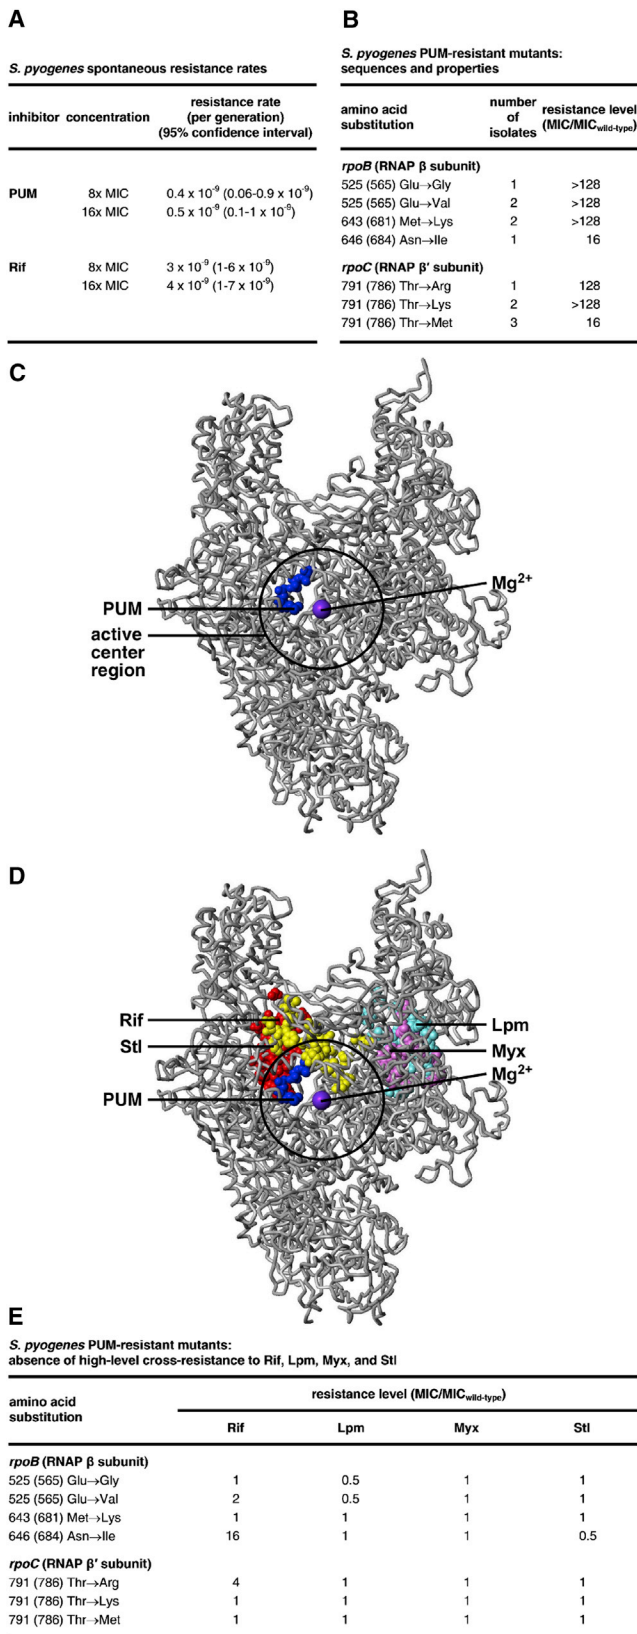 A
S. pyogenes spontaneous resistance rates
inhibitor concentration resistance rate
(per generation)
(95% confidence interval)
PUM 8x MIC 0.4 x 10⁻⁹ (0.06-0.9 x 10⁻⁹)
16x MIC 0.5 x 10⁻⁹ (0.1-1 x 10⁻⁹)
Rif 8x MIC 3 x 10⁻⁹ (1-6 x 10⁻⁹)
16x MIC 4 x 10⁻⁹ (1-7 x 10⁻⁹)
B
S. pyogenes PUM-resistant mutants:
sequences and properties
amino acid
substitution
number
of
isolates
resistance level
(MIC/MICwild-type)
rpoB (RNAP β subunit)
525 (565) Glu→Gly 1 >128
525 (565) Glu→Val 2 >128
643 (681) Met→Lys 2 >128
646 (684) Asn→Ile 1 16
rpoC (RNAP β′ subunit)
791 (786) Thr→Arg 1 128
791 (786) Thr→Lys 2 >128
791 (786) Thr→Met 3 16
C
Mg²⁺
PUM
active
center
region
D
Rif
Stl
PUM
Lpm
Myx
Mg²⁺
E
S. pyogenes PUM-resistant mutants:
absence of high-level cross-resistance to Rif, Lpm, Myx, and Stl
amino acid
substitution
resistance level (MIC/MICwild-type)
Rif Lpm Myx Stl
rpoB (RNAP β subunit)
525 (565) Glu→Gly 1 0.5 1 1
525 (565) Glu→Val 2 0.5 1 1
643 (681) Met→Lys 1 1 1 1
646 (684) Asn→Ile 16 1 1 0.5
rpoC (RNAP β′ subunit)
791 (786) Thr→Arg 4 1 1 1
791 (786) Thr→Lys 1 1 1 1
791 (786) Thr→Met 1 1 1 1